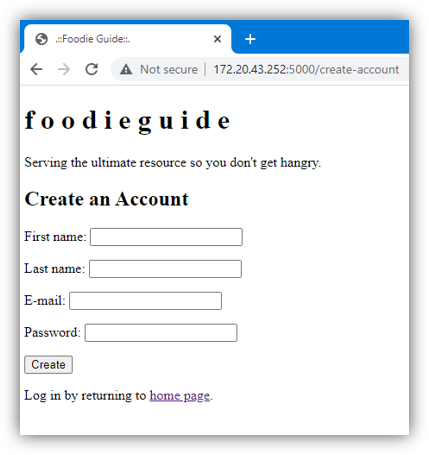 .::Foodie Guide::.
Not secure | 172.20.43.252:5000/create-account
f o o d i e g u i d e
Serving the ultimate resource so you don't get hangry.
Create an Account
First name:
Last name:
E-mail:
Password:
Create
Log in by returning to home page.